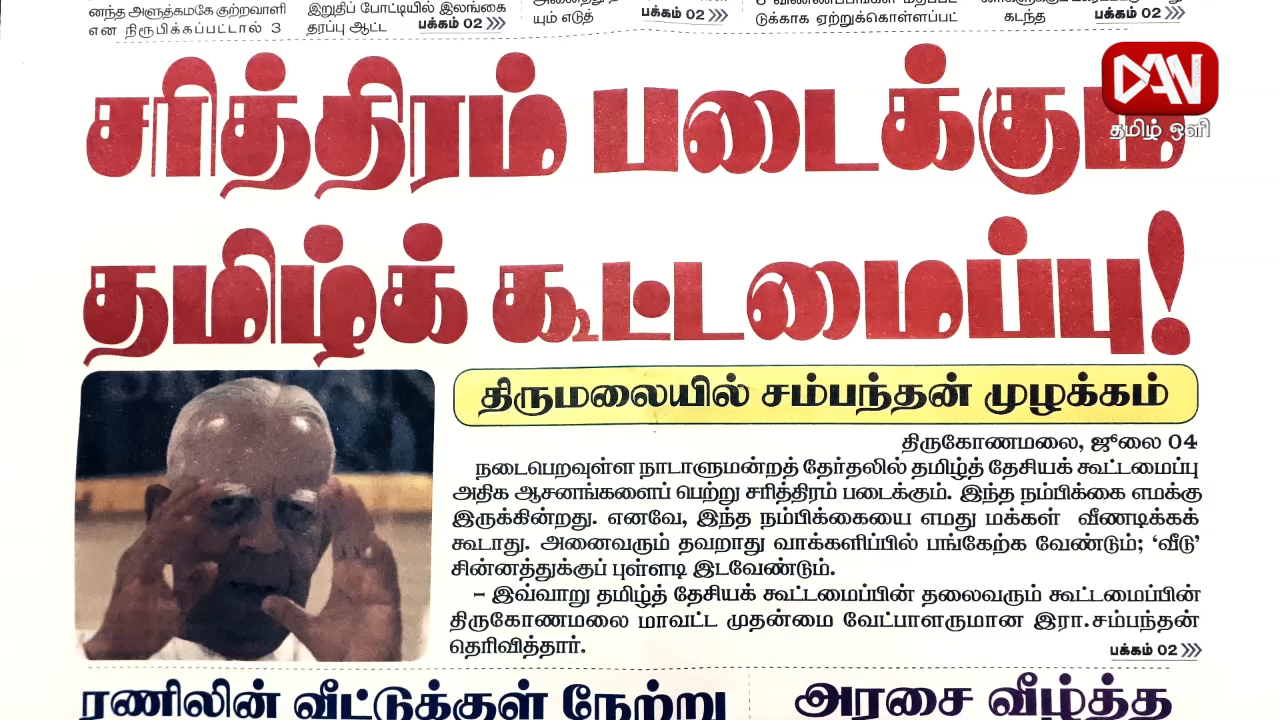 னந்த அளுத்கமகே குற்றவாளி
என நிரூபிக்கப்பட்டால் 3
இறுதிப் போட்டியில் இலங்கை
தரப்பு ஆட்ட
பக்கம் 02
யும் எடுத்
பக்கம் 02
டுக்காக ஏற்றுக்கொள்ளப்பட்
கடந்த
பக்கம் 02
DAN
தமிழ் ஒளி
சரித்திரம் படைக்கும்
தமிழ்க் கூட்டமைப்பு!
திருமலையில் சம்பந்தன் முழக்கம்
திருகோணமலை, ஜூலை 04
நடைபெறவுள்ள நாடாளுமன்றத் தேர்தலில் தமிழ்த் தேசியக் கூட்டமைப்பு
அதிக ஆசனங்களைப் பெற்று சரித்திரம் படைக்கும். இந்த நம்பிக்கை எமக்கு
இருக்கின்றது. எனவே, இந்த நம்பிக்கையை எமது மக்கள் வீணடிக்கக்
கூடாது. அனைவரும் தவறாது வாக்களிப்பில் பங்கேற்க வேண்டும்; ‘வீடு’
சின்னத்துக்குப் புள்ளடி இடவேண்டும்.
– இவ்வாறு தமிழ்த் தேசியக் கூட்டமைப்பின் தலைவரும் கூட்டமைப்பின்
திருகோணமலை மாவட்ட முதன்மை வேட்பாளருமான இரா.சம்பந்தன்
தெரிவித்தார்.
பக்கம் 02
ரணிலின் வீட்டுக்குள் நேற்று
அரசை வீழ்த்த